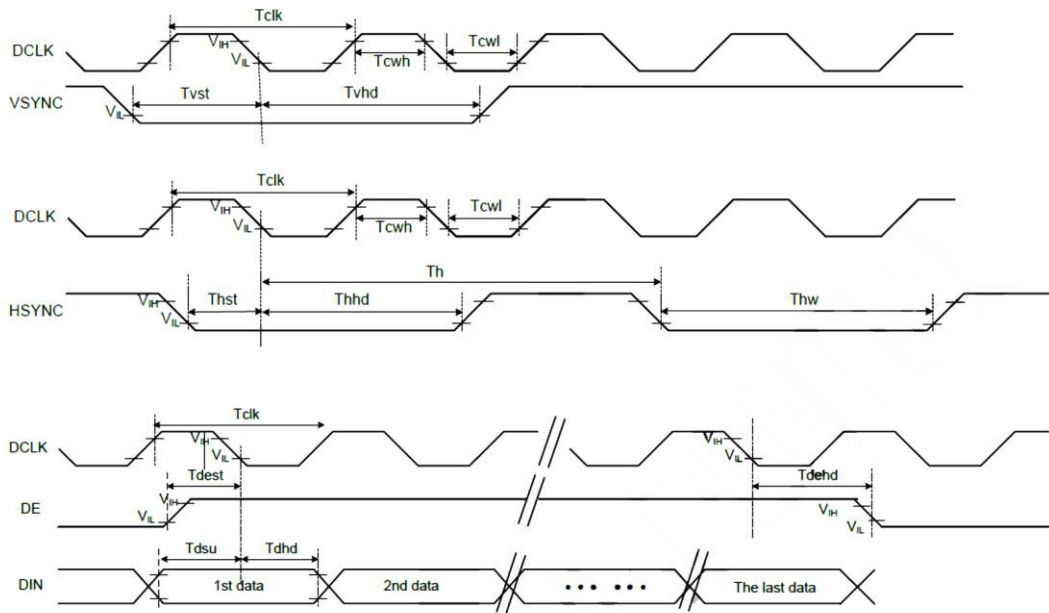 Tclk
DCLK VIH VIL Tcwh Tcwl
Tvst Tvhd
VSYNC VIL
Tclk
DCLK VIH VIL Tcwh Tcwl
Th
HSYNC VIH VIL Thst Thhd Thw
Tclk
DCLK VIH VIL VIH VIL
Tdest Tdehd
DE VIH VIL VIH VIL
Tdsu Tdhd
DIN 1st data 2nd data ••• ••• The last data